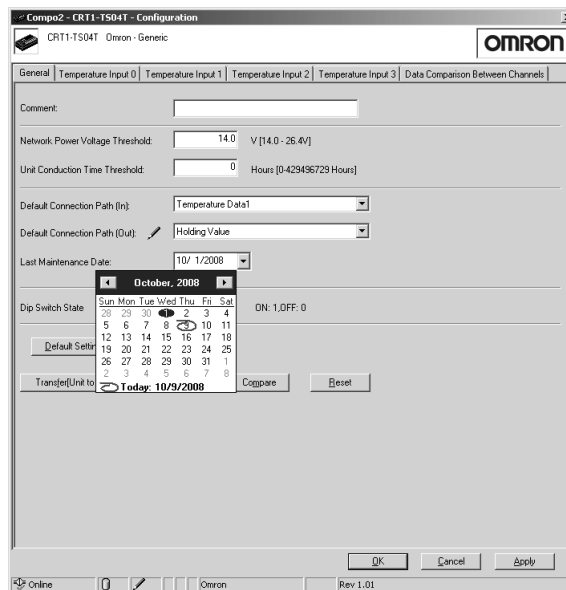 Compo2 - CRT1-TS04T - Configuration
CRT1-TS04T Omron - Generic
OMRON
General Temperature Input 0 Temperature Input 1 Temperature Input 2 Temperature Input 3 Data Comparison Between Channels
Comment:
Network Power Voltage Threshold: 14.0 V [14.0 - 26.4V]
Unit Conduction Time Threshold: 0 Hours [0-429496729 Hours]
Default Connection Path (In): Temperature Data1
Default Connection Path (Out): Holding Value
Last Maintenance Date: 10/ 1/2008
October, 2008
Sun Mon Tue Wed Thu Fri Sat
28 29 30 1 2 3 4
Dip Switch State ON: 1,OFF: 0
5 6 7 8 9 10 11
12 13 14 15 16 17 18
Default Settin
19 20 21 22 23 24 25
26 27 28 29 30 31 1
2 3 4 5 6 7 8
Transfer(Unit to Compare Reset
Today: 10/9/2008
OK Cancel Apply
Online Omron Rev 1.01